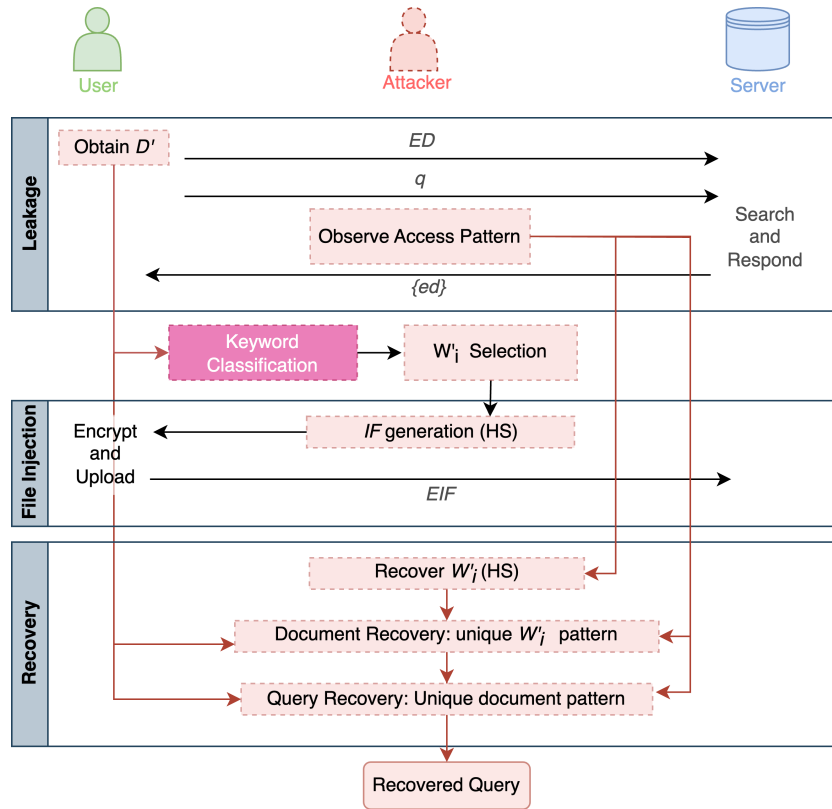 User
Attacker
Server
Leakage
Obtain D'
ED
q
Observe Access Pattern
Search
and
Respond
{ed}
Keyword
Classification
W'i Selection
File Injection
Encrypt
and
Upload
IF generation (HS)
EIF
Recovery
Recover W'i (HS)
Document Recovery: unique W'i pattern
Query Recovery: Unique document pattern
Recovered Query